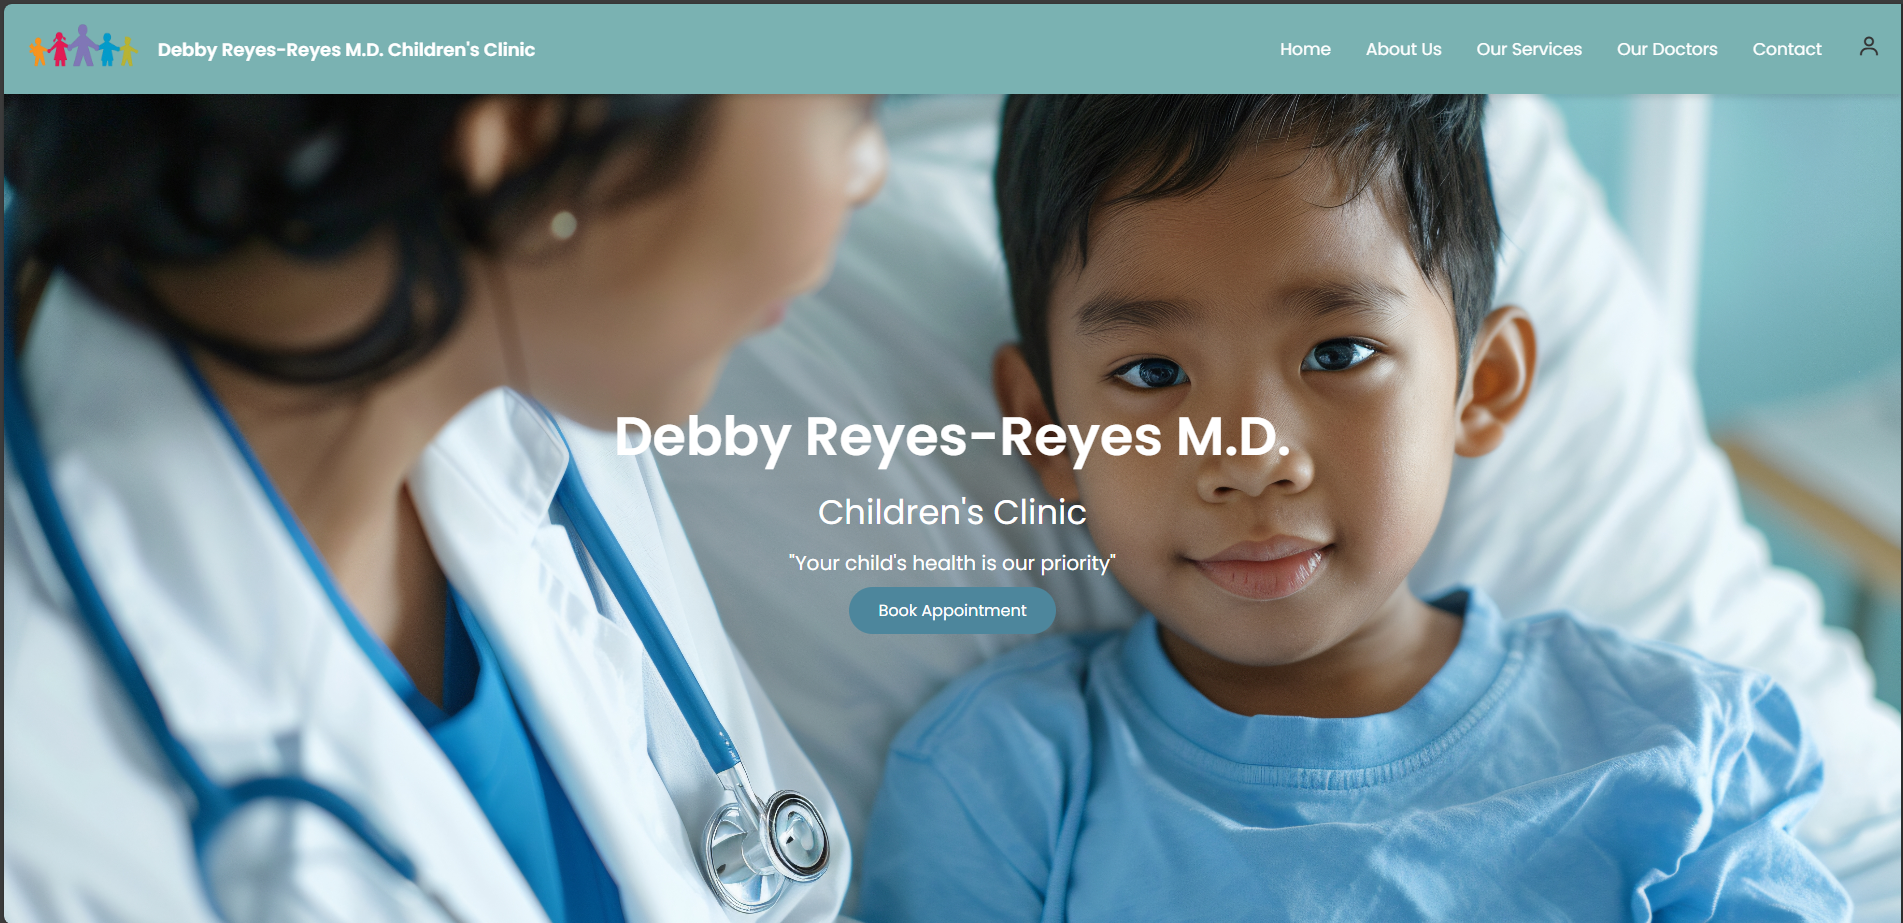 Debby Reyes-Reyes M.D. Children's Clinic
Home About Us Our Services Our Doctors Contact
Debby Reyes-Reyes M.D.
Children's Clinic
"Your child's health is our priority"
Book Appointment